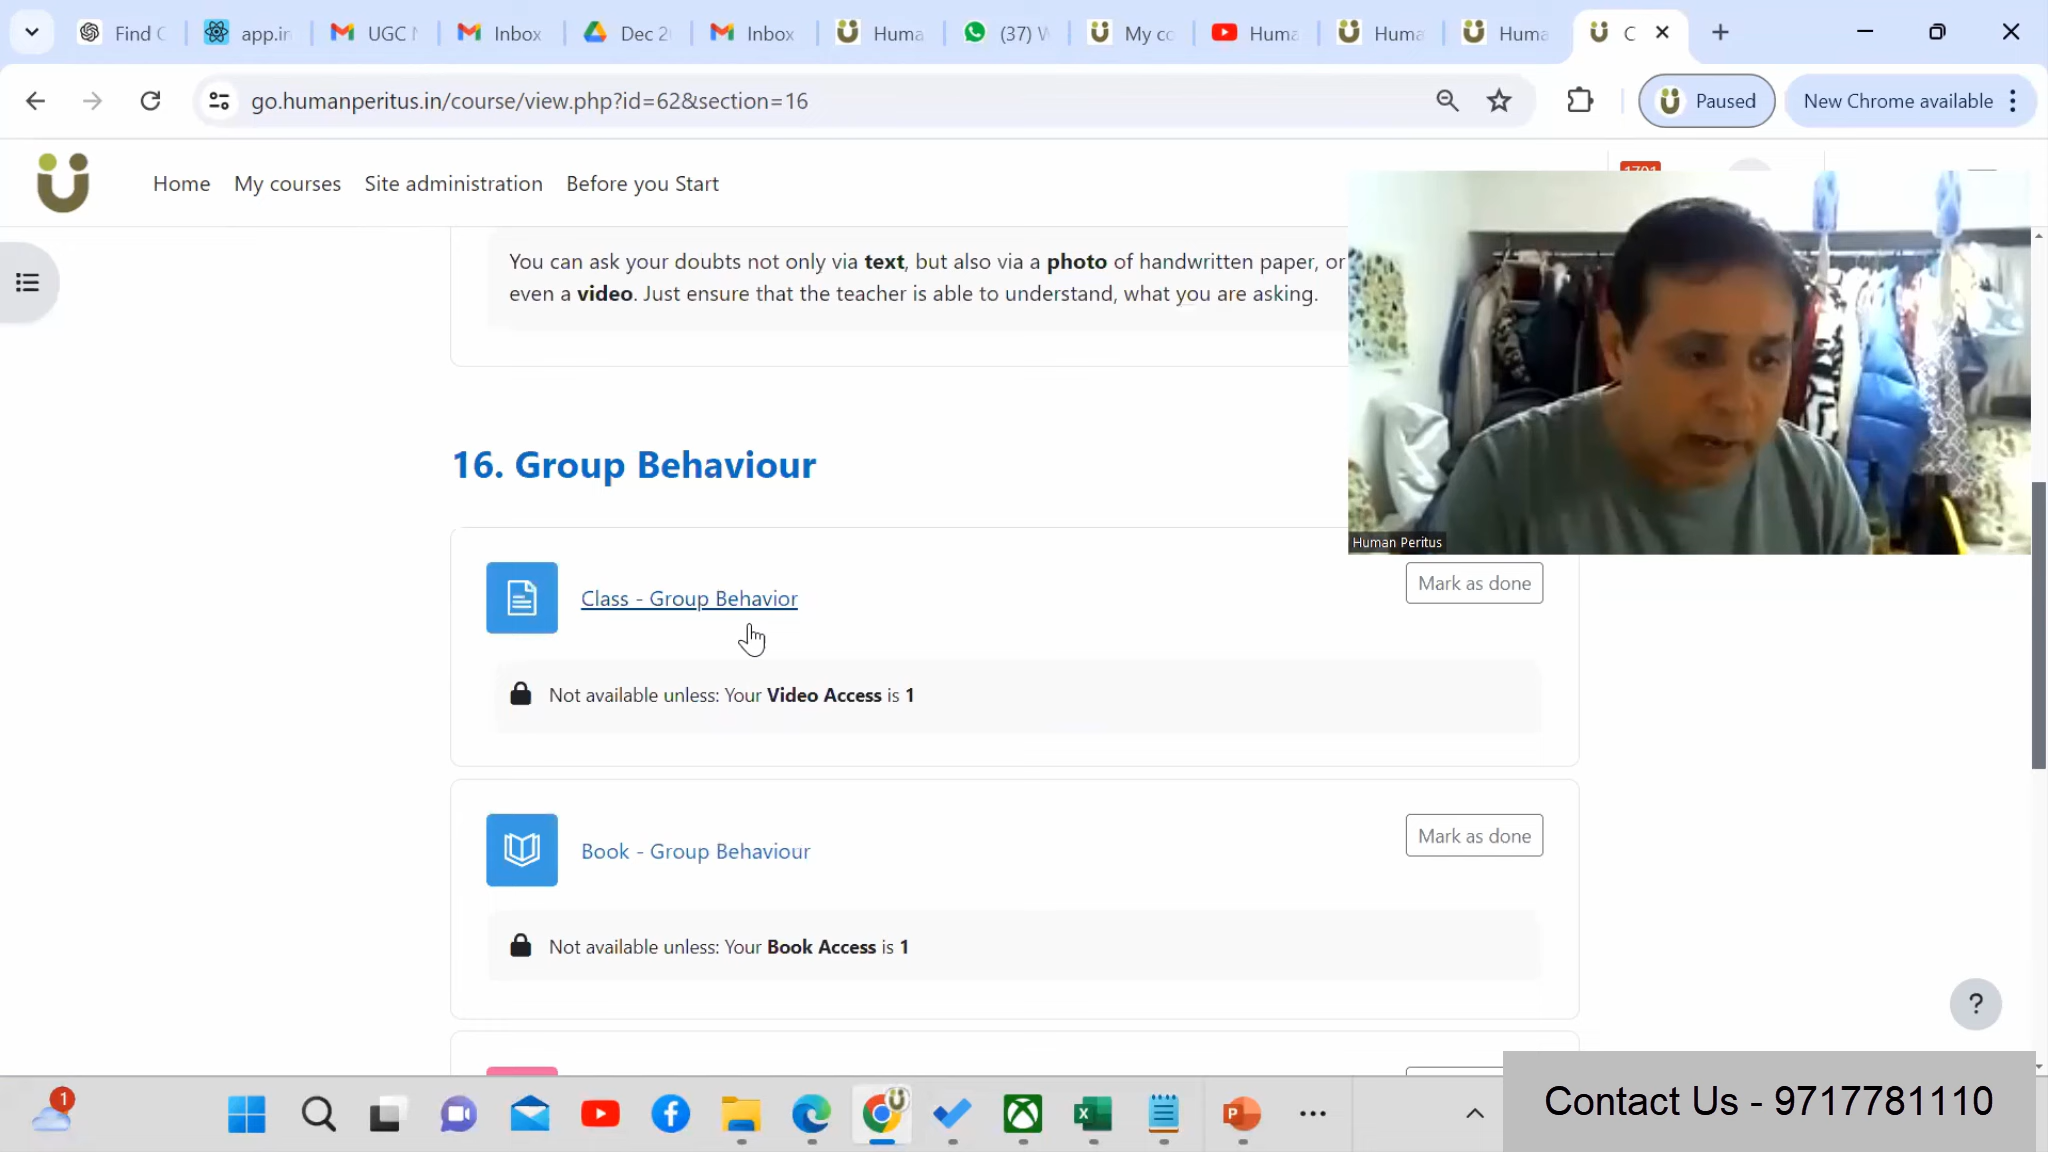 Find C
app.in
UGC N
Inbox
Dec 2
Inbox
Huma
(37) W
My co
Huma
Huma
Huma
C
go.humanperitus.in/course/view.php?id=62&section=16
Paused
New Chrome available
Home
My courses
Site administration
Before you Start
You can ask your doubts not only via text, but also via a photo of handwritten paper, or
even a video. Just ensure that the teacher is able to understand, what you are asking.
Human Peritus
16. Group Behaviour
Class - Group Behavior
Mark as done
Not available unless: Your Video Access is 1
Book - Group Behaviour
Mark as done
Not available unless: Your Book Access is 1
?
1
Contact Us - 9717781110